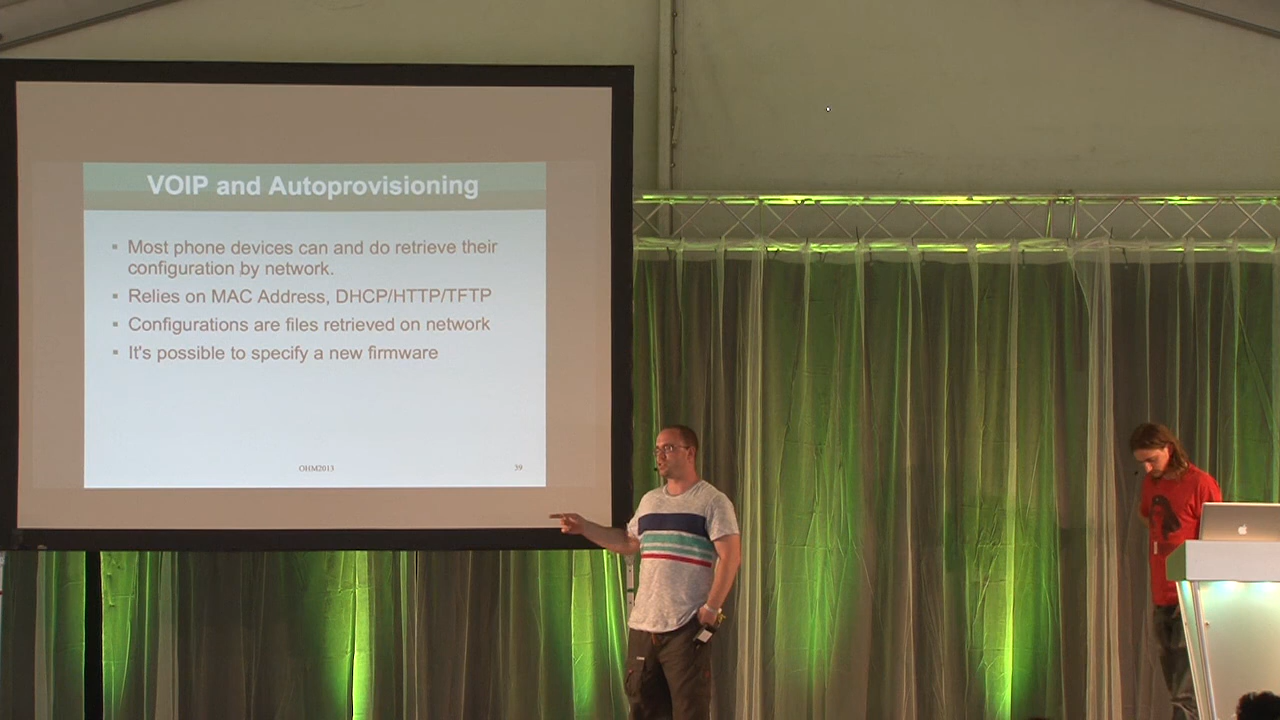 VOIP and Autoprovisioning
▪ Most phone devices can and do retrieve their
configuration by network.
▪ Relies on MAC Address, DHCP/HTTP/TFTP
▪ Configurations are files retrieved on network
▪ It's possible to specify a new firmware
OHM2013 39